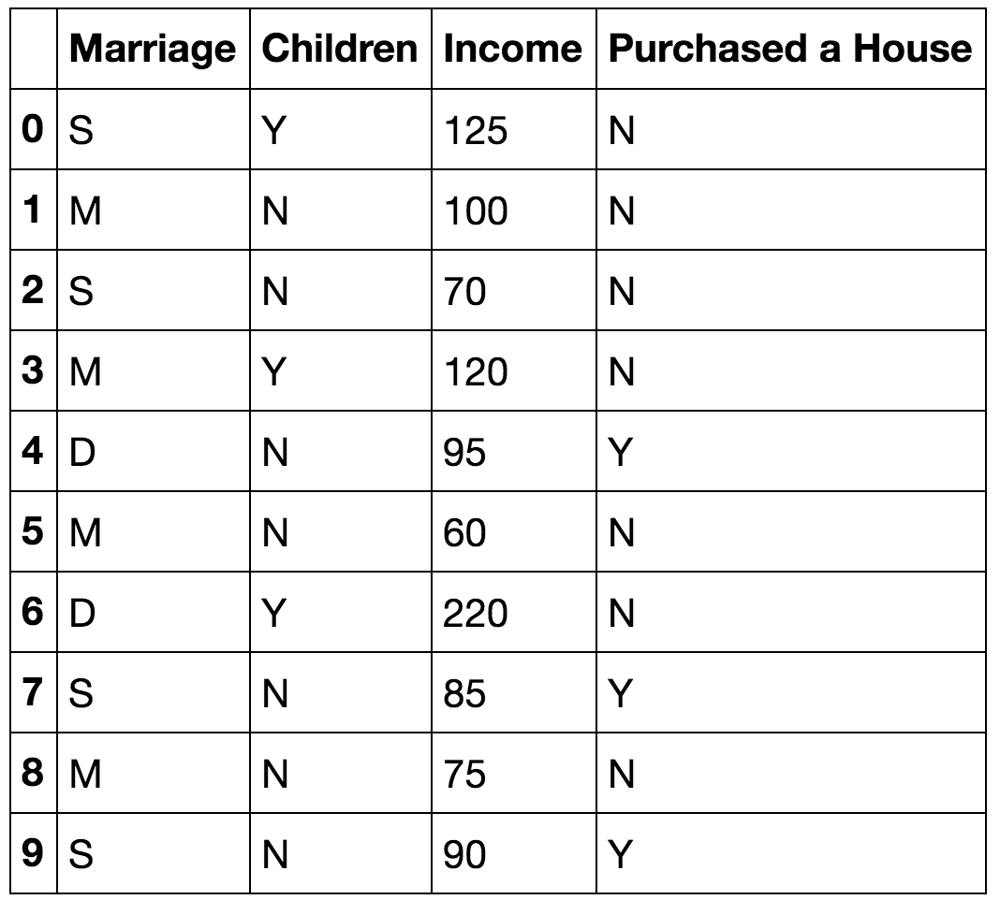 Marriage Children Income Purchased a House
0 S Y 125 N
1 M N 100 N
2 S N 70 N
3 M Y 120 N
4 D N 95 Y
5 M N 60 N
6 D Y 220 N
7 S N 85 Y
8 M N 75 N
9 S N 90 Y